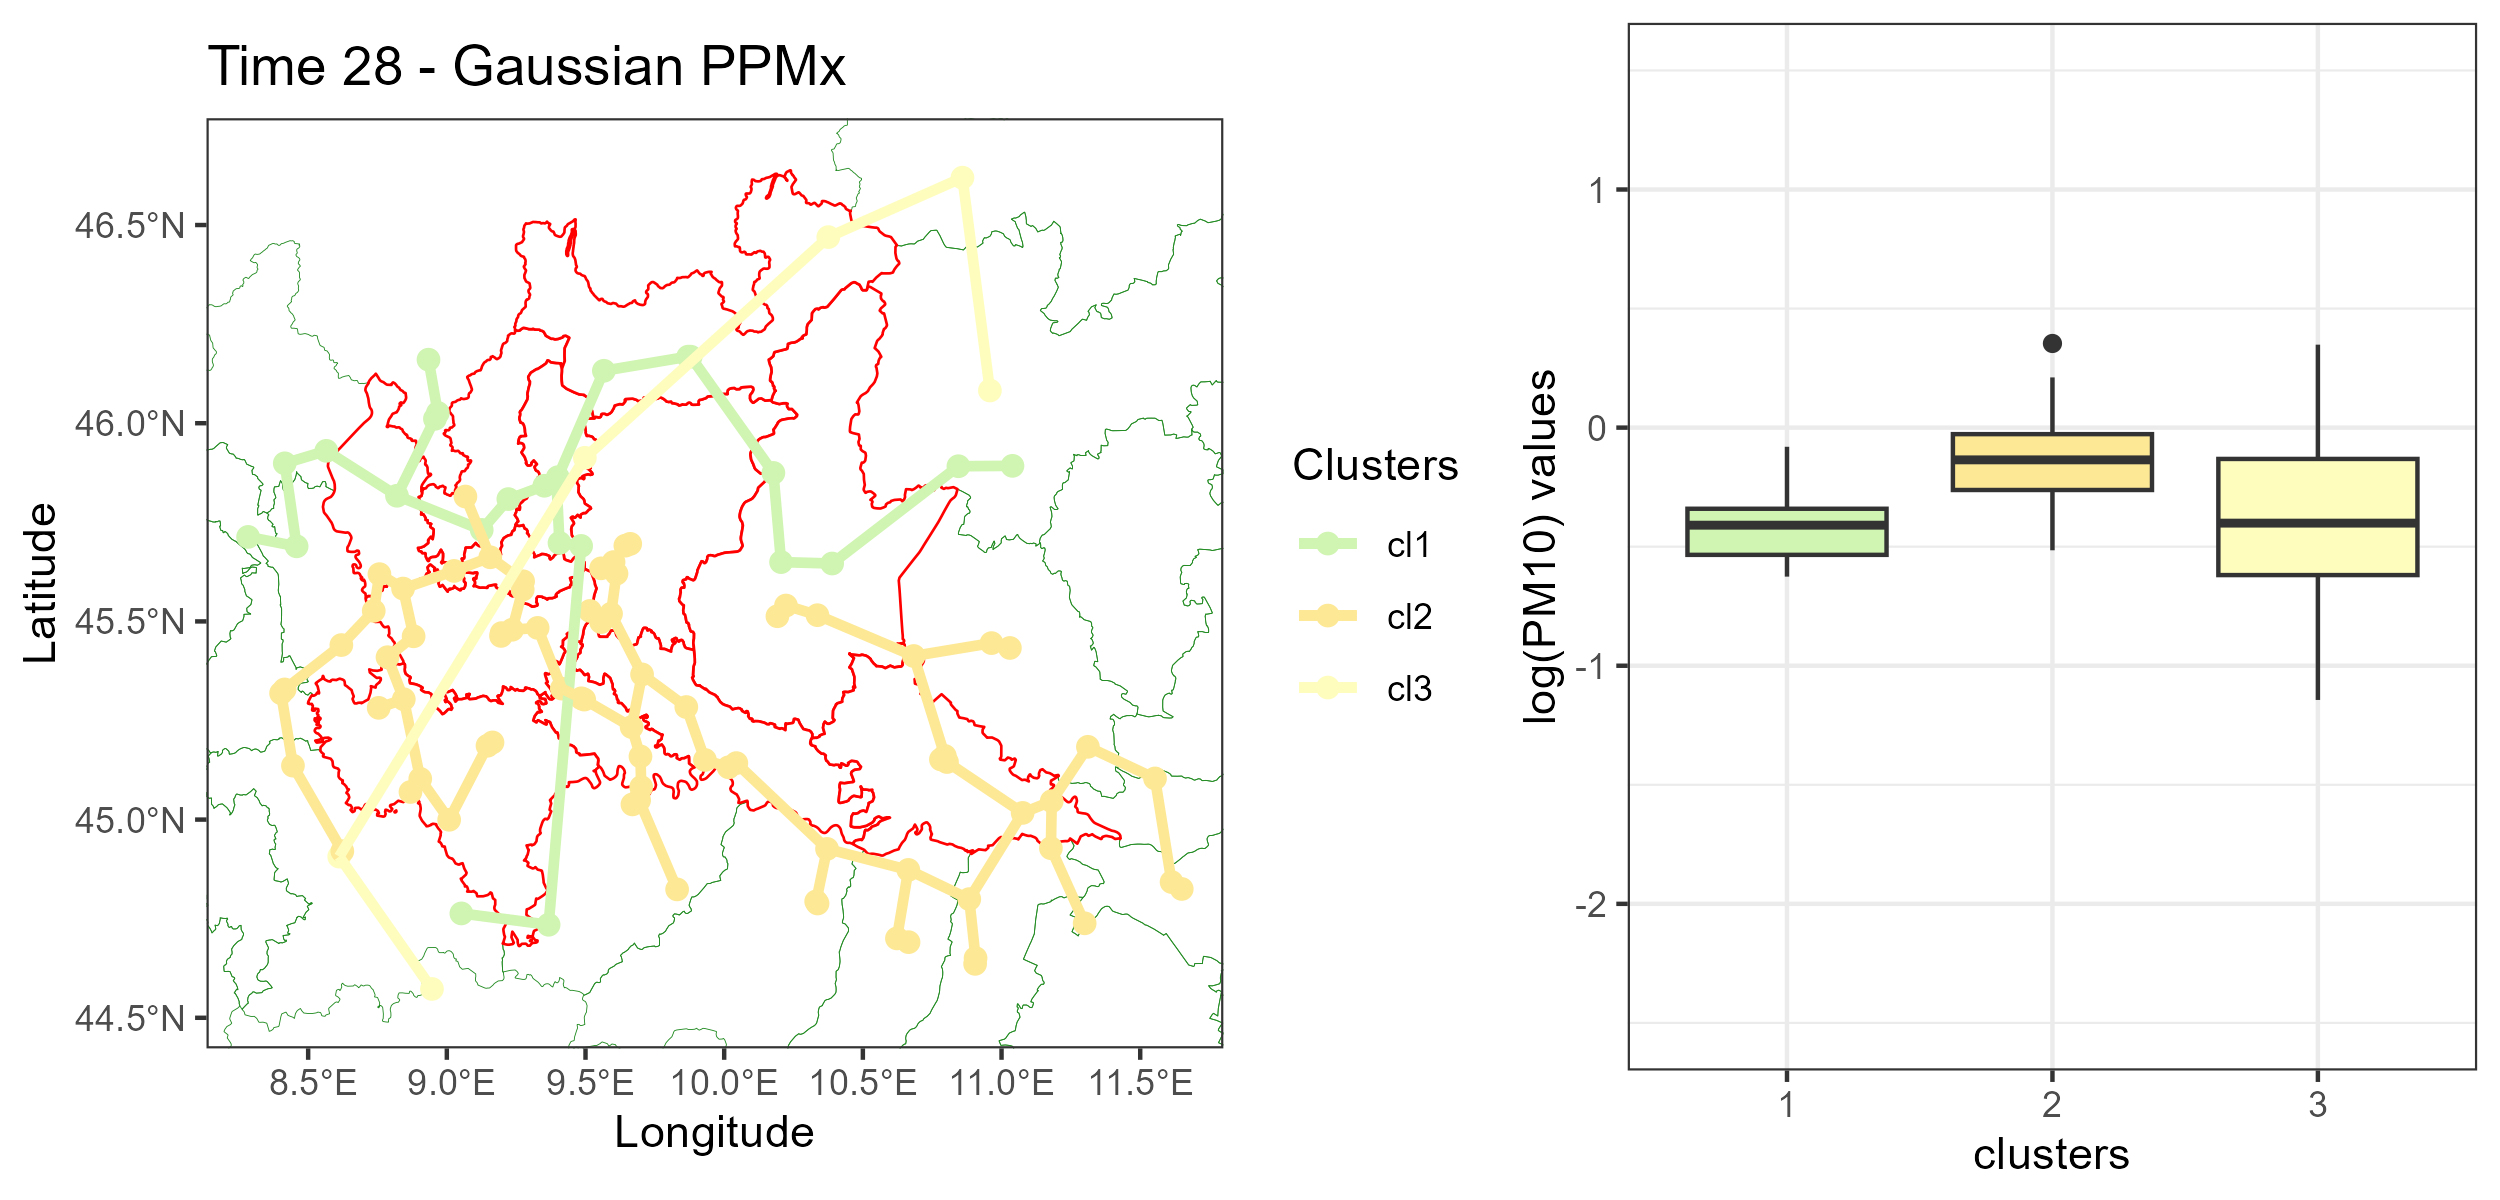 Time 28 - Gaussian PPMx
Latitude
46.5°N
46.0°N
45.5°N
45.0°N
44.5°N
8.5°E
9.0°E
9.5°E
10.0°E
10.5°E
11.0°E
11.5°E
Longitude
Clusters
cl1
cl2
cl3
log(PM10) values
1
0
-1
-2
1
2
3
clusters